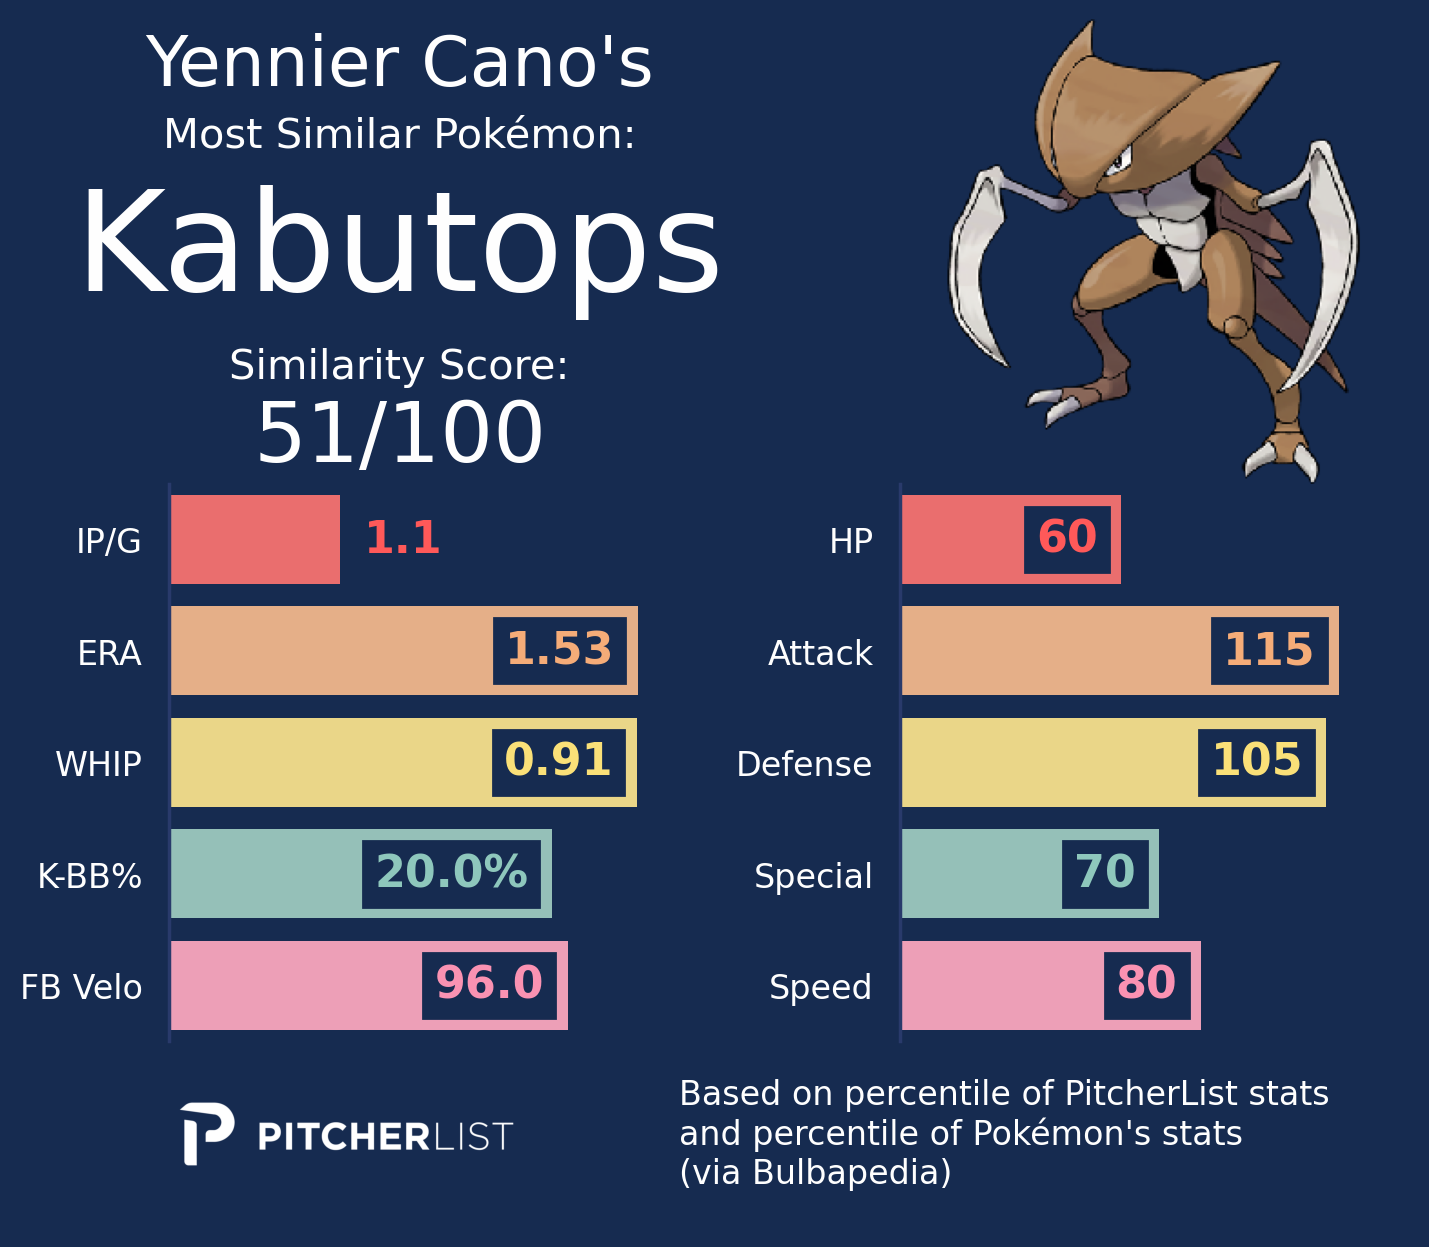 Yennier Cano's
Most Similar Pokémon:
Kabutops
Similarity Score:
51/100
IP/G 1.1
ERA 1.53
WHIP 0.91
K-BB% 20.0%
FB Velo 96.0
HP 60
Attack 115
Defense 105
Special 70
Speed 80
PITCHERLIST
Based on percentile of PitcherList stats
and percentile of Pokémon's stats
(via Bulbapedia)